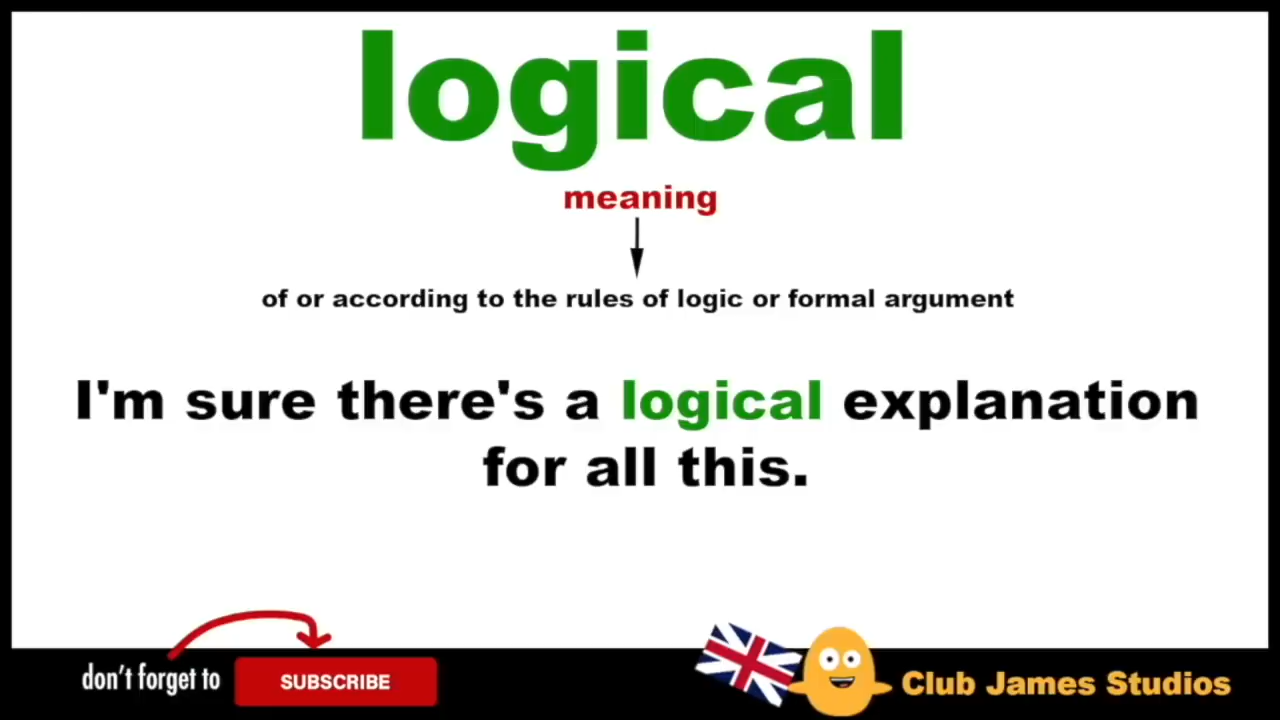 logical
meaning
of or according to the rules of logic or formal argument
I'm sure there's a logical explanation
for all this.
don't forget to
SUBSCRIBE
Club James Studios